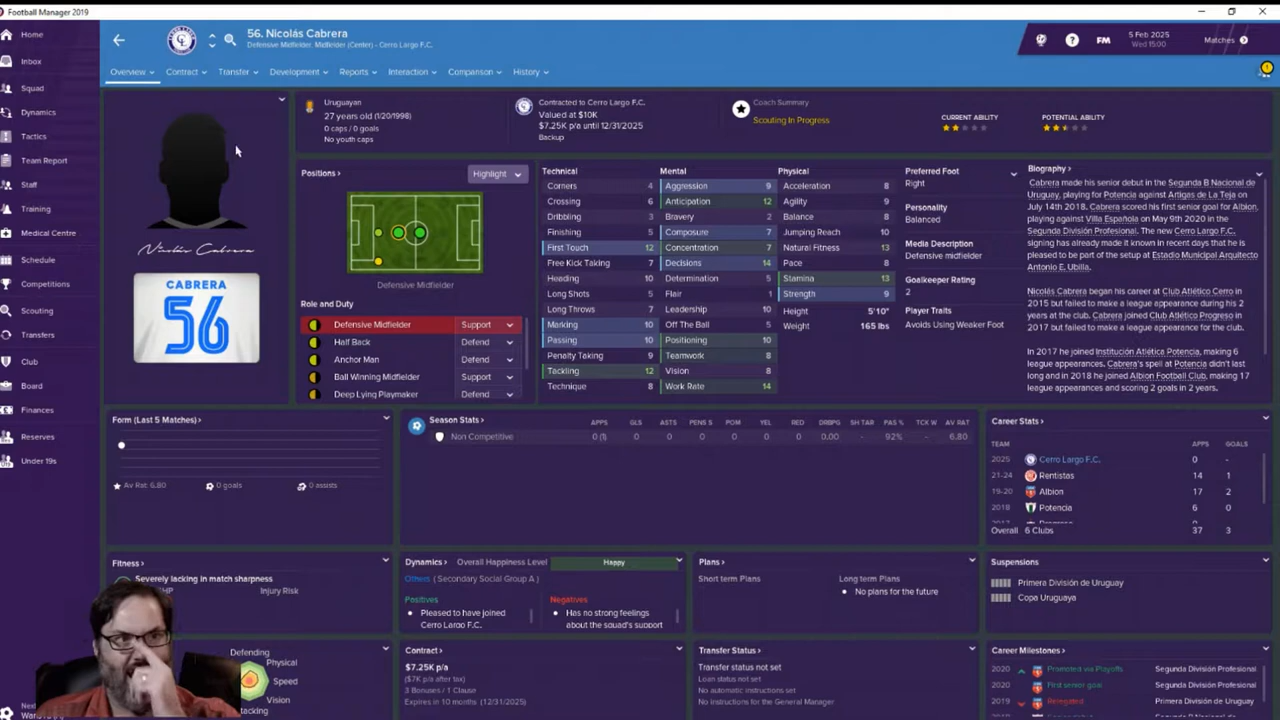 Football Manager 2019
Home
Inbox
Squad
Dynamics
Tactics
Team Report
Staff
Training
Medical Centre
Schedule
Competitions
Scouting
Transfers
Club
Board
Finances
Reserves
Under 19s
56. Nicolás Cabrera
Defensive Midfielder, Midfielder (Center) - Cerro Largo F.C.
5 Feb 2025
Wed 15:00
FM
Matches
Overview
Contract
Transfer
Development
Reports
Interaction
Comparison
History
Nicolás Cabrera
CABRERA
56
Uruguayan
27 years old (1/20/1998)
0 caps / 0 goals
No youth caps
Contracted to Cerro Largo F.C.
Valued at $10K
$7.25K p/a until 12/31/2025
Backup
Coach Summary
Scouting In Progress
CURRENT ABILITY
POTENTIAL ABILITY
Positions
Highlight
Defensive Midfielder
Role and Duty
Defensive Midfielder Support
Half Back Defend
Anchor Man Defend
Ball Winning Midfielder Support
Deep Lying Playmaker Defend
Technical
Corners 4
Crossing 6
Dribbling 3
Finishing 5
First Touch 12
Free Kick Taking 7
Heading 10
Long Shots 5
Long Throws 7
Marking 10
Passing 10
Penalty Taking 9
Tackling 12
Technique 8
Mental
Aggression 9
Anticipation 12
Bravery 2
Composure 7
Concentration 7
Decisions 14
Determination 5
Flair 1
Leadership 10
Off The Ball 5
Positioning 10
Teamwork 8
Vision 8
Work Rate 14
Physical
Acceleration 8
Agility 9
Balance 8
Jumping Reach 10
Natural Fitness 13
Pace 8
Stamina 13
Strength 9
Height 5'10"
Weight 165 lbs
Preferred Foot
Right
Personality
Balanced
Media Description
Defensive midfielder
Goalkeeper Rating
2
Player Traits
Avoids Using Weaker Foot
Biography
Cabrera made his senior debut in the Segunda B Nacional de
Uruguay, playing for Potencia against Artigas de La Teja on
July 14th 2018. Cabrera scored his first senior goal for Albion,
playing against Villa Española on May 9th 2020 in the
Segunda División Profesional. The new Cerro Largo F.C.
signing has already made it known in recent days that he is
pleased to be part of the setup at Estadio Municipal Arquitecto
Antonio E. Ubilla.
Nicolás Cabrera began his career at Club Atlético Cerro in
2015 but failed to make a league appearance during his 2
years at the club. Cabrera joined Club Atlético Progreso in
2017 but failed to make a league appearance for the club.
In 2017 he joined Institución Atlética Potencia, making 6
league appearances. Cabrera's spell at Potencia didn't last
long and in 2018 he joined Albion Football Club, making 17
league appearances and scoring 2 goals in 2 years.
Form (Last 5 Matches)
Av Rat: 6.80
0 goals
0 assists
Season Stats
APPS GLS ASTS PEN S POM YEL RED DRBPG SH TAR PAS % TCK W AV RAT
Non Competitive 0 (1) 0 0 0 0 0 0 0.00 - 92% - 6.80
Career Stats
TEAM APPS GOALS
2025 Cerro Largo F.C. 0 -
21-24 Rentistas 14 1
19-20 Albion 17 2
2018 Potencia 6 0
Overall 6 Clubs 37 3
Fitness
Severely lacking in match sharpness
Injury Risk
Dynamics Overall Happiness Level Happy
Others (Secondary Social Group A)
Positives
Pleased to have joined
Cerro Largo F.C.
Negatives
Has no strong feelings
about the squad's support
Plans
Short term Plans
Long term Plans
No plans for the future
Suspensions
Primera División de Uruguay
Copa Uruguaya
Defending
Physical
Speed
Vision
Contract
$7.25K p/a
($7K p/a after tax)
3 Bonuses / 1 Clause
Expires in 10 months (12/31/2025)
Transfer Status
Transfer status not set
Loan status not set
No automatic instructions set
No instructions for the General Manager
Career Milestones
2020 Promoted via Playoffs Segunda División Profesional
2020 First senior goal Segunda División Profesional
2019 Relegated Primera División de Uruguay